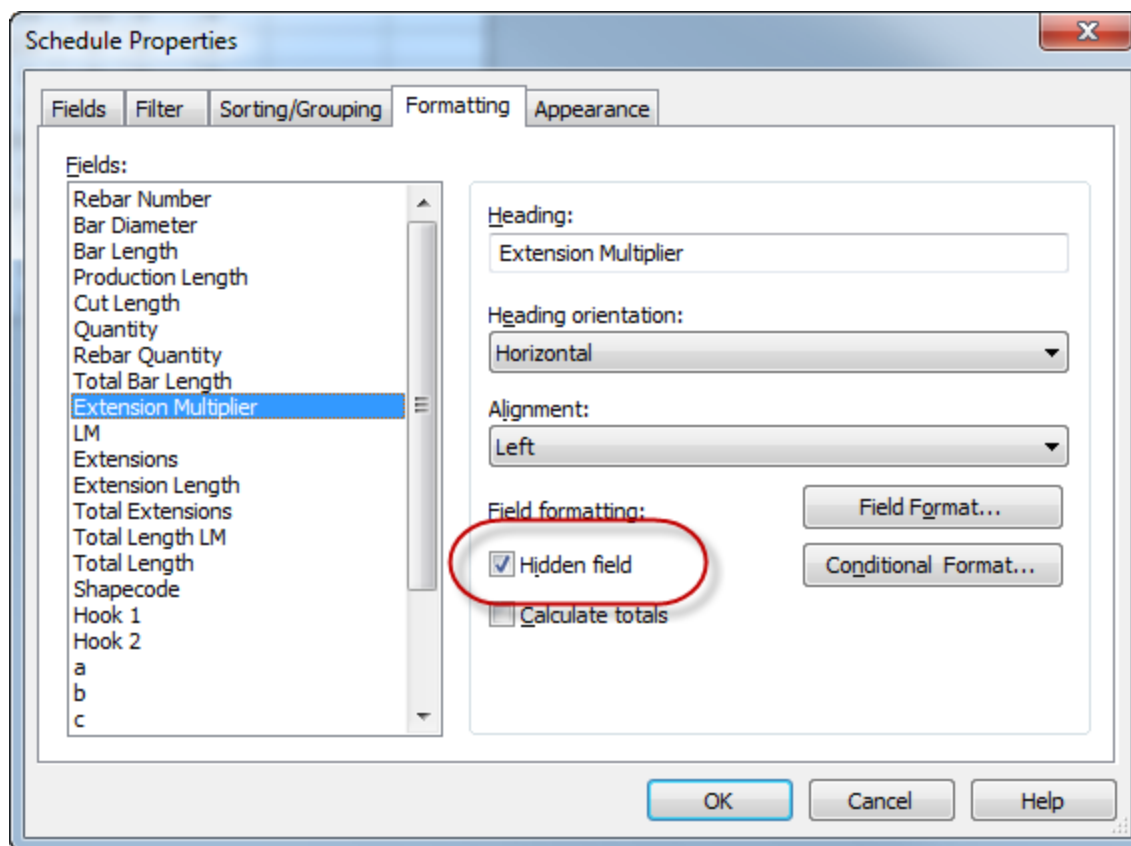 Schedule Properties
Fields Filter Sorting/Grouping Formatting Appearance
Fields:
Rebar Number
Bar Diameter
Bar Length
Production Length
Cut Length
Quantity
Rebar Quantity
Total Bar Length
Extension Multiplier
LM
Extensions
Extension Length
Total Extensions
Total Length LM
Total Length
Shapecode
Hook 1
Hook 2
a
b
c
Heading:
Extension Multiplier
Heading orientation:
Horizontal
Alignment:
Left
Field formatting:
Field Format...
Hidden field
Conditional Format...
Calculate totals
OK Cancel Help